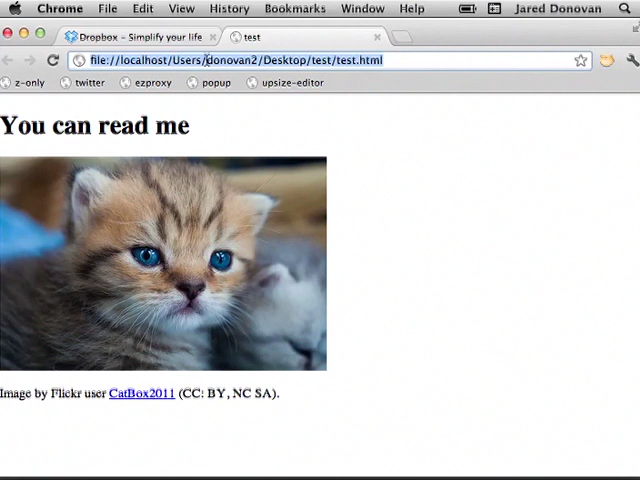 Chrome File Edit View History Bookmarks Window Help Jared Donovan
Dropbox - Simplify your life test
file://localhost/Users/donovan2/Desktop/test/test.html
z-only twitter ezproxy popup upsize-editor
You can read me
Image by Flickr user CatBox2011 (CC: BY, NC SA).